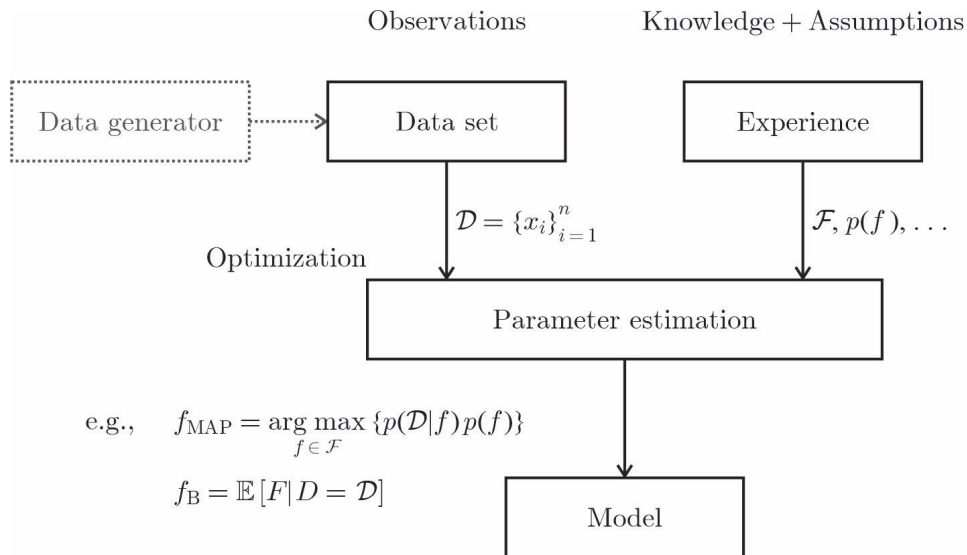 Observations
Knowledge + Assumptions
Data generator
Data set
Experience
𝒟 = {x_i}_{i=1}^n
ℱ, p(f), . . .
Optimization
Parameter estimation
e.g., f_MAP = arg max_{f ∈ ℱ} {p(𝒟|f)p(f)}
f_B = 𝔼[F|D = 𝒟]
Model